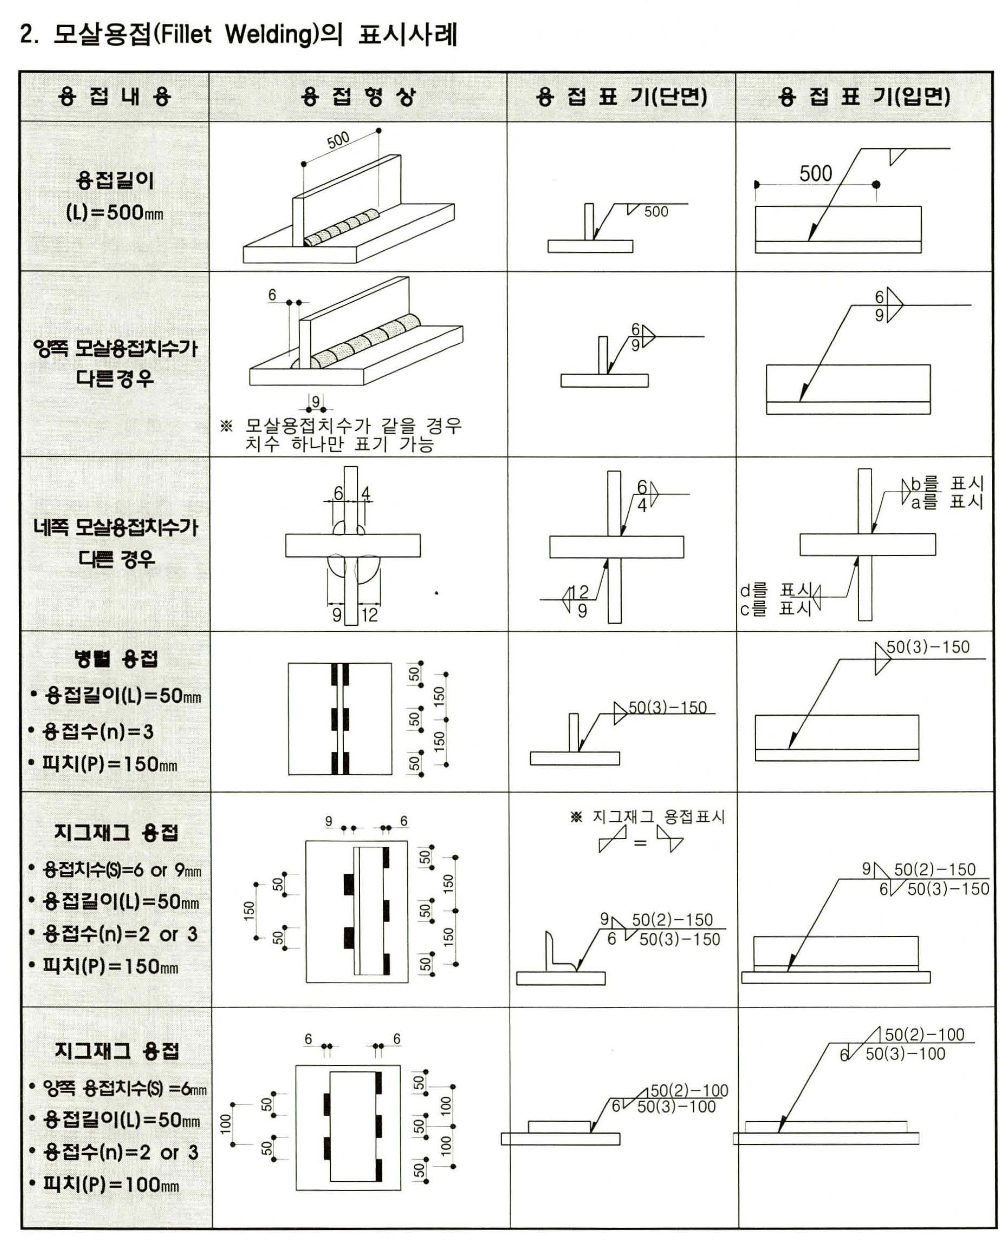 2. 모살용접(Fillet Welding)의 표시사례
용 접 내 용
용 접 형 상
용 접 표 기(단면)
용 접 표 기(입면)
용접길이
(L)=500mm
500
500
500
양쪽 모살용접치수가
다른경우
6
9
※ 모살용접치수가 같을 경우
치수 하나만 표기 가능
6
9
6
9
네쪽 모살용접치수가
다른 경우
6 4
9 12
6
4
12
9
b를 표시
a를 표시
d를 표시
c를 표시
병렬 용접
• 용접길이(L)=50mm
• 용접수(n)=3
• 피치(P)=150mm
50
50
50
150
150
50(3)-150
50(3)-150
지그재그 용접
• 용접치수(S)=6 or 9mm
• 용접길이(L)=50mm
• 용접수(n)=2 or 3
• 피치(P)=150mm
9 6
150
50
50
50
50
50
150
150
※ 지그재그 용접표시
=
9 50(2)-150
6 50(3)-150
9 50(2)-150
6 50(3)-150
지그재그 용접
• 양쪽 용접치수(S) =6mm
• 용접길이(L)=50mm
• 용접수(n)=2 or 3
• 피치(P)=100mm
6 6
100
50
50
50
50
50
100
100
50(2)-100
6 50(3)-100
50(2)-100
6 50(3)-100